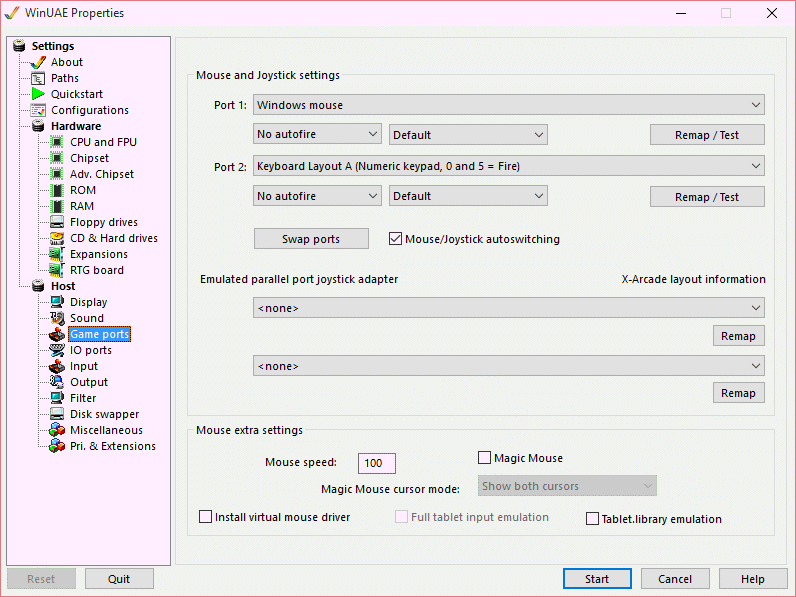 WinUAE Properties
Settings
About
Paths
Quickstart
Configurations
Hardware
CPU and FPU
Chipset
Adv. Chipset
ROM
RAM
Floppy drives
CD & Hard drives
Expansions
RTG board
Host
Display
Sound
Game ports
IO ports
Input
Output
Filter
Disk swapper
Miscellaneous
Pri. & Extensions
Mouse and Joystick settings
Port 1: Windows mouse
No autofire Default Remap / Test
Port 2: Keyboard Layout A (Numeric keypad, 0 and 5 = Fire)
No autofire Default Remap / Test
Swap ports Mouse/Joystick autoswitching
Emulated parallel port joystick adapter X-Arcade layout information
<none>
Remap
<none>
Remap
Mouse extra settings
Mouse speed: 100 Magic Mouse
Magic Mouse cursor mode: Show both cursors
Install virtual mouse driver Full tablet input emulation Tablet.library emulation
Reset Quit Start Cancel Help